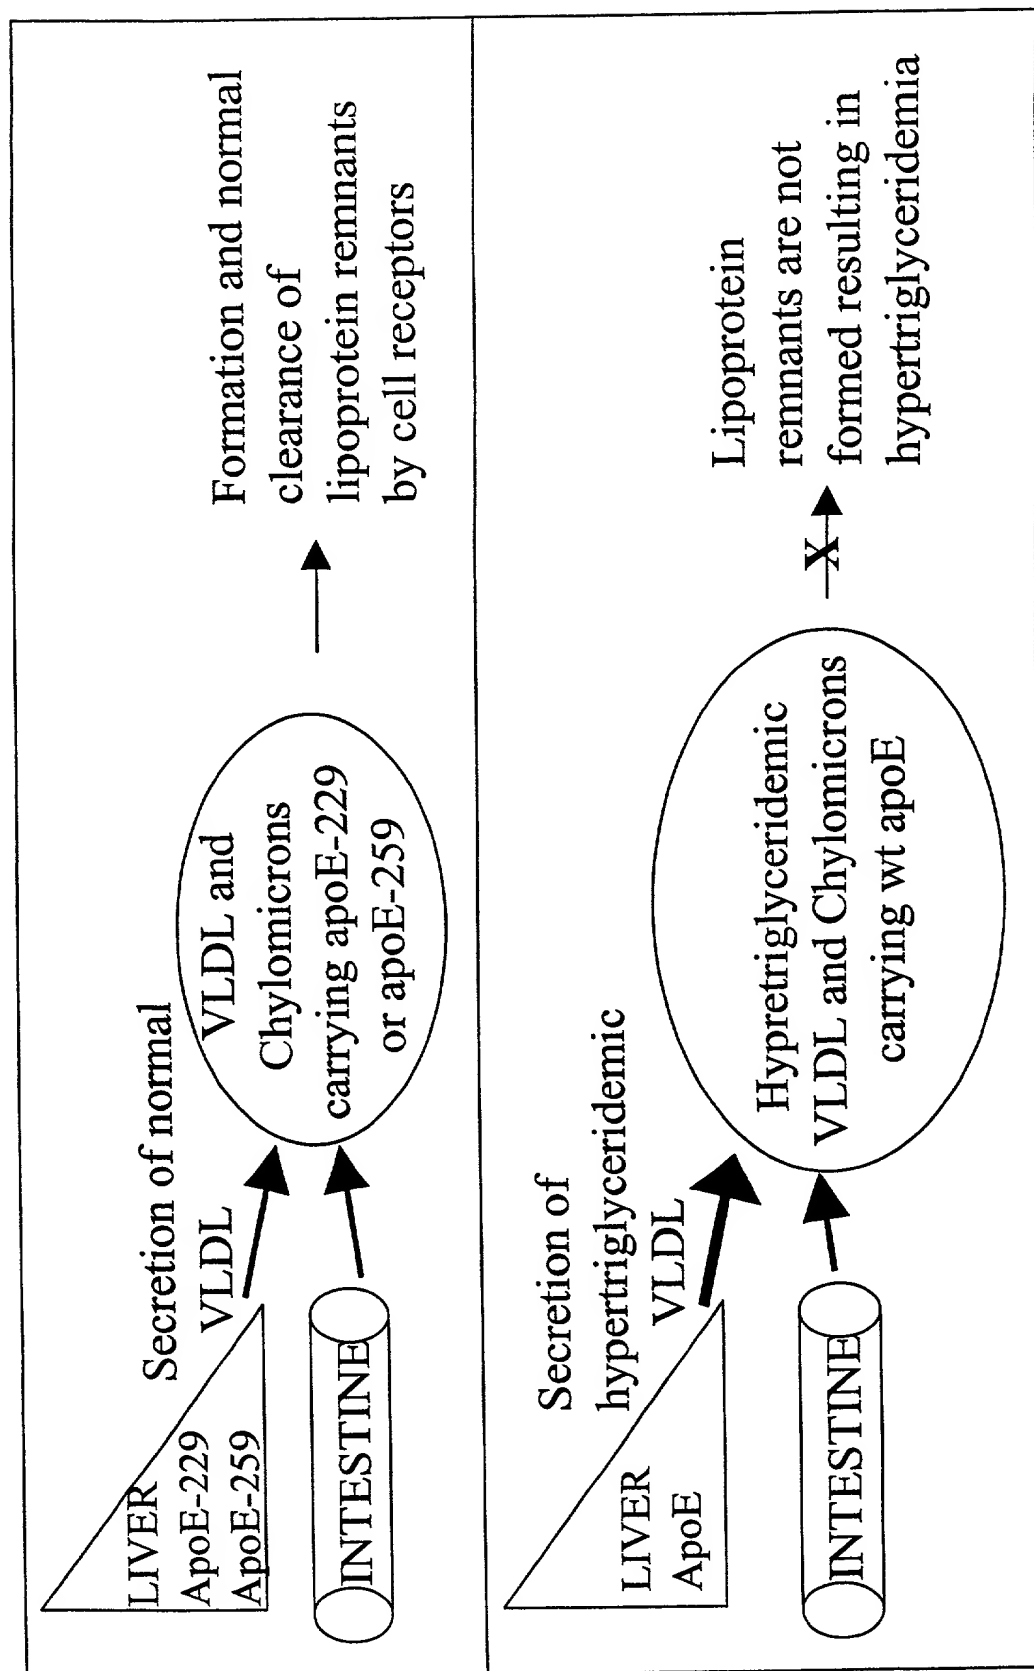 LIVER
ApoE-229
ApoE-259
INTESTINE
Secretion of normal
VLDL
VLDL and
Chylomicrons
carrying apoE-229
or apoE-259
Formation and normal
clearance of
lipoprotein remnants
by cell receptors
LIVER
ApoE
INTESTINE
Secretion of
hypertriglyceridemic
VLDL
Hypretriglyceridemic
VLDL and Chylomicrons
carrying wt apoE
X
Lipoprotein
remnants are not
formed resulting in
hypertriglyceridemia